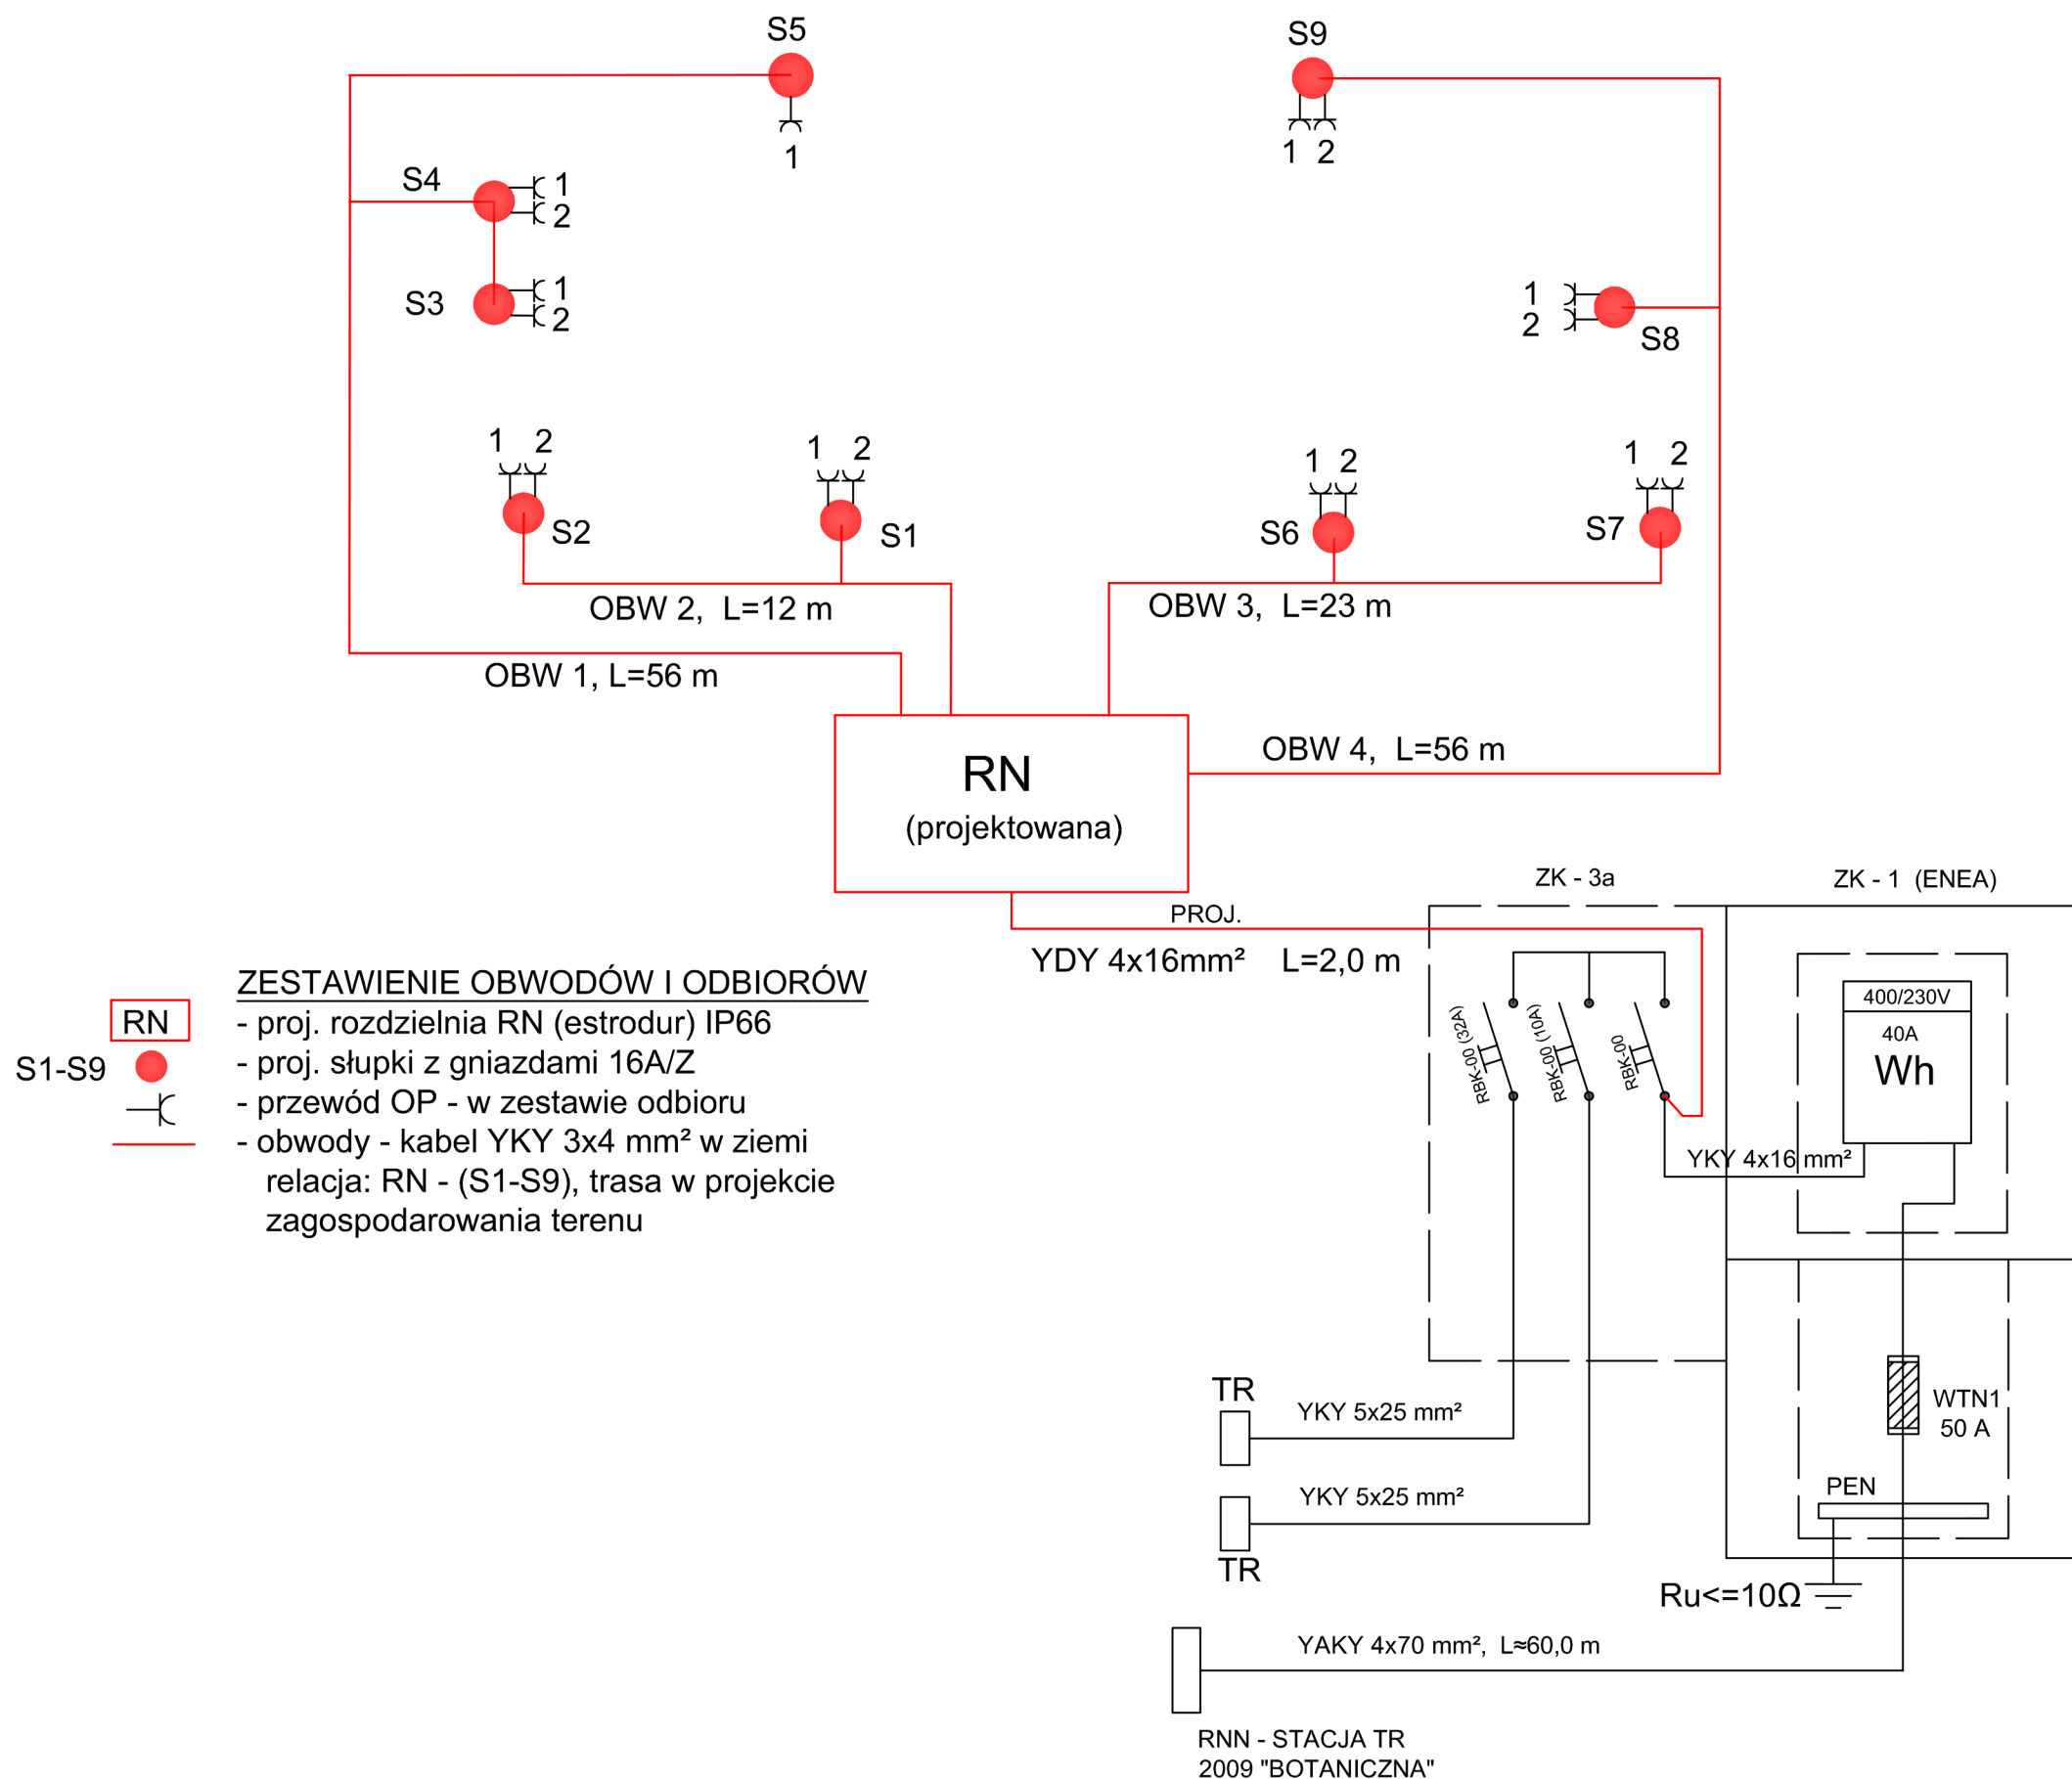 S5
S9
1
1 2
S4
1
2
S3
1
2
1
2
S8
1 2
S2
1 2
S1
1 2
S6
1 2
S7
OBW 2, L=12 m
OBW 3, L=23 m
OBW 1, L=56 m
RN
(projektowana)
OBW 4, L=56 m
PROJ.
YDY 4x16mm² L=2,0 m
ZK - 3a
ZK - 1 (ENEA)
RBK-00 (32A)
RBK-00 (10A)
RBK-00
400/230V
40A
Wh
YKY 4x16 mm²
ZESTAWIENIE OBWODÓW I ODBIORÓW
RN - proj. rozdzielnia RN (estrodur) IP66
S1-S9 - proj. słupki z gniazdami 16A/Z
- przewód OP - w zestawie odbioru
- obwody - kabel YKY 3x4 mm² w ziemi
relacja: RN - (S1-S9), trasa w projekcie
zagospodarowania terenu
TR
YKY 5x25 mm²
YKY 5x25 mm²
TR
WTN1
50 A
PEN
Ru<=10Ω
YAKY 4x70 mm², L≈60,0 m
RNN - STACJA TR
2009 "BOTANICZNA"